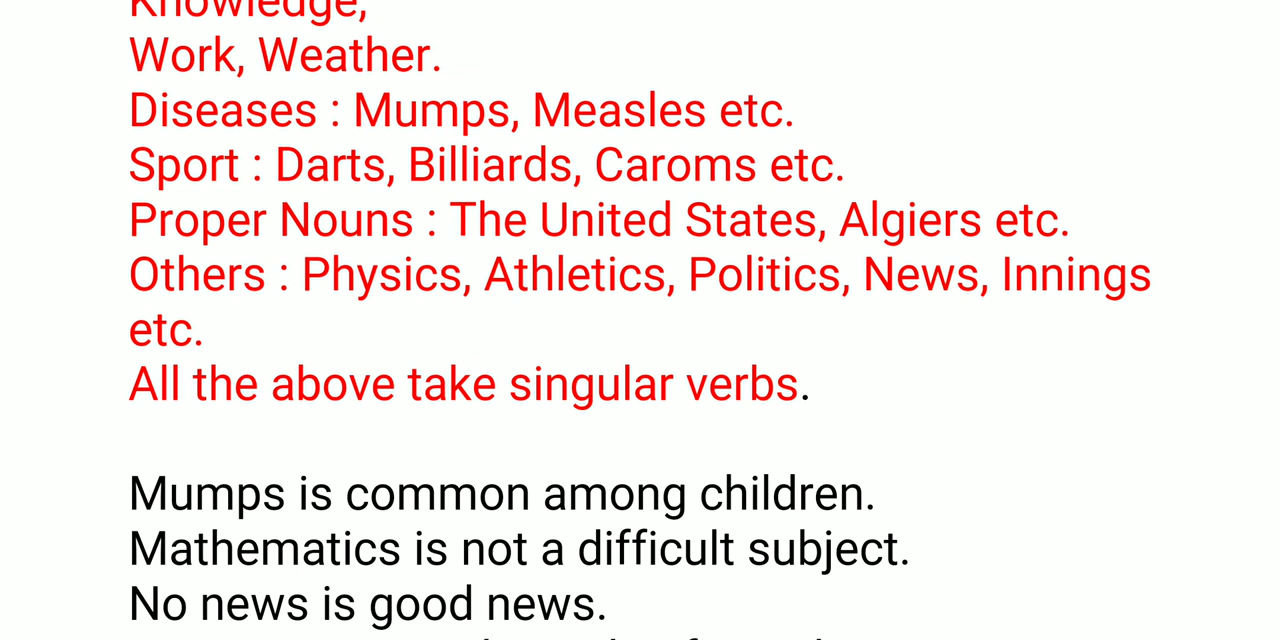 Knowledge,
Work, Weather.
Diseases : Mumps, Measles etc.
Sport : Darts, Billiards, Caroms etc.
Proper Nouns : The United States, Algiers etc.
Others : Physics, Athletics, Politics, News, Innings
etc.
All the above take singular verbs.
Mumps is common among children.
Mathematics is not a difficult subject.
No news is good news.